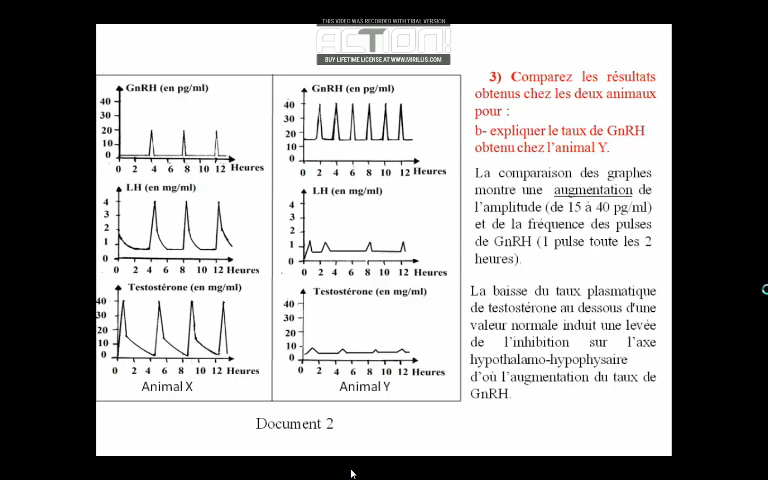 THIS VIDEO WAS RECORDED WITH TRIAL VERSION
ACTION!
BUY LIFETIME LICENSE AT WWW.MIRILLIS.COM
GnRH (en pg/ml)
40
30
20
10
0
0 2 4 6 8 10 12 Heures
LH (en mg/ml)
4
3
2
1
0
0 2 4 6 8 10 12 Heures
Testostérone (en mg/ml)
40
30
20
10
0
0 2 4 6 8 10 12 Heures
Animal X
GnRH (en pg/ml)
40
30
20
10
0
0 2 4 6 8 10 12 Heures
LH (en mg/ml)
4
3
2
1
0
0 2 4 6 8 10 12 Heures
Testostérone (en mg/ml)
40
30
20
10
0
0 2 4 6 8 10 12 Heures
Animal Y
Document 2
3) Comparez les résultats
obtenus chez les deux animaux
pour :
b- expliquer le taux de GnRH
obtenu chez l'animal Y.
La comparaison des graphes
montre une augmentation de
l'amplitude (de 15 à 40 pg/ml)
et de la fréquence des pulses
de GnRH (1 pulse toute les 2
heures).
La baisse du taux plasmatique
de testostérone au dessous d'une
valeur normale induit une levée
de l'inhibition sur l'axe
hypothalamo-hypophysaire
d'où l'augmentation du taux de
GnRH.